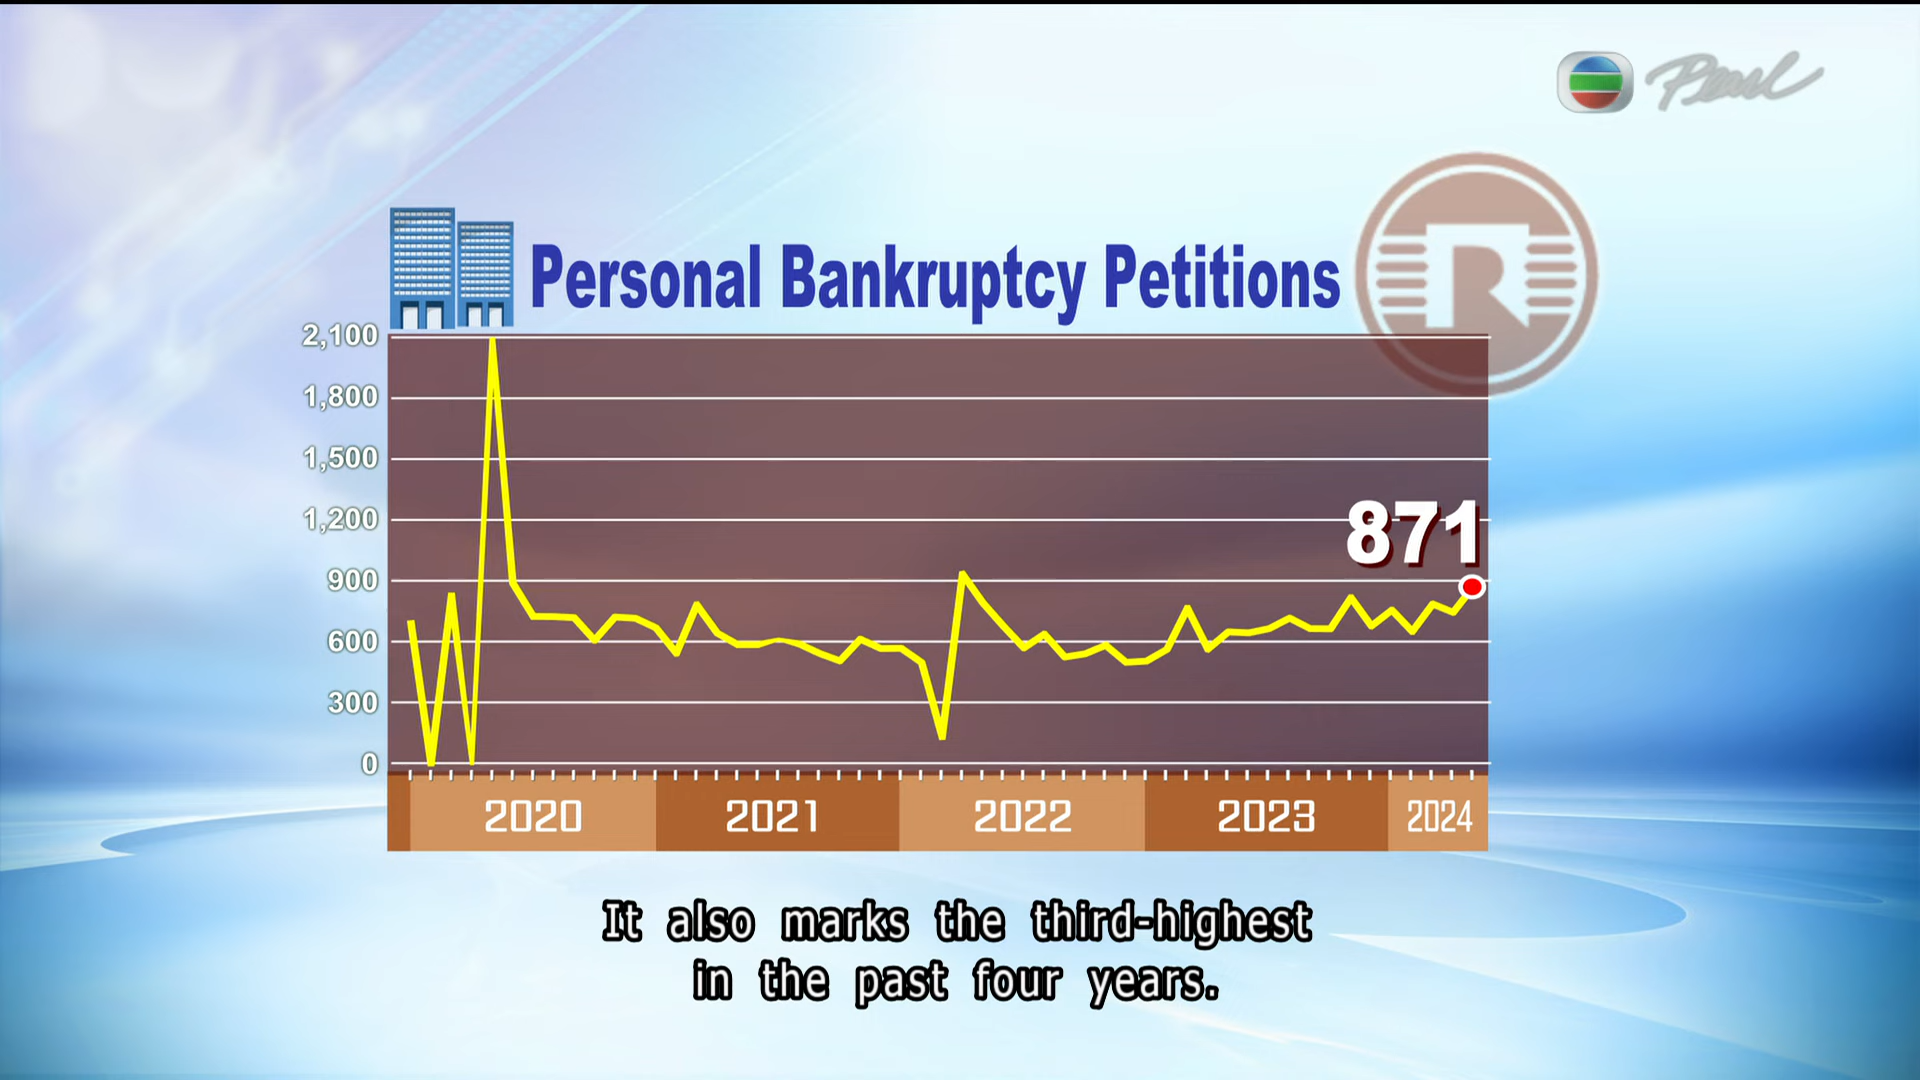 Pearl
Personal Bankruptcy Petitions
R
2,100
1,800
1,500
1,200
900
600
300
0
871
2020
2021
2022
2023
2024
It also marks the third-highest
in the past four years.